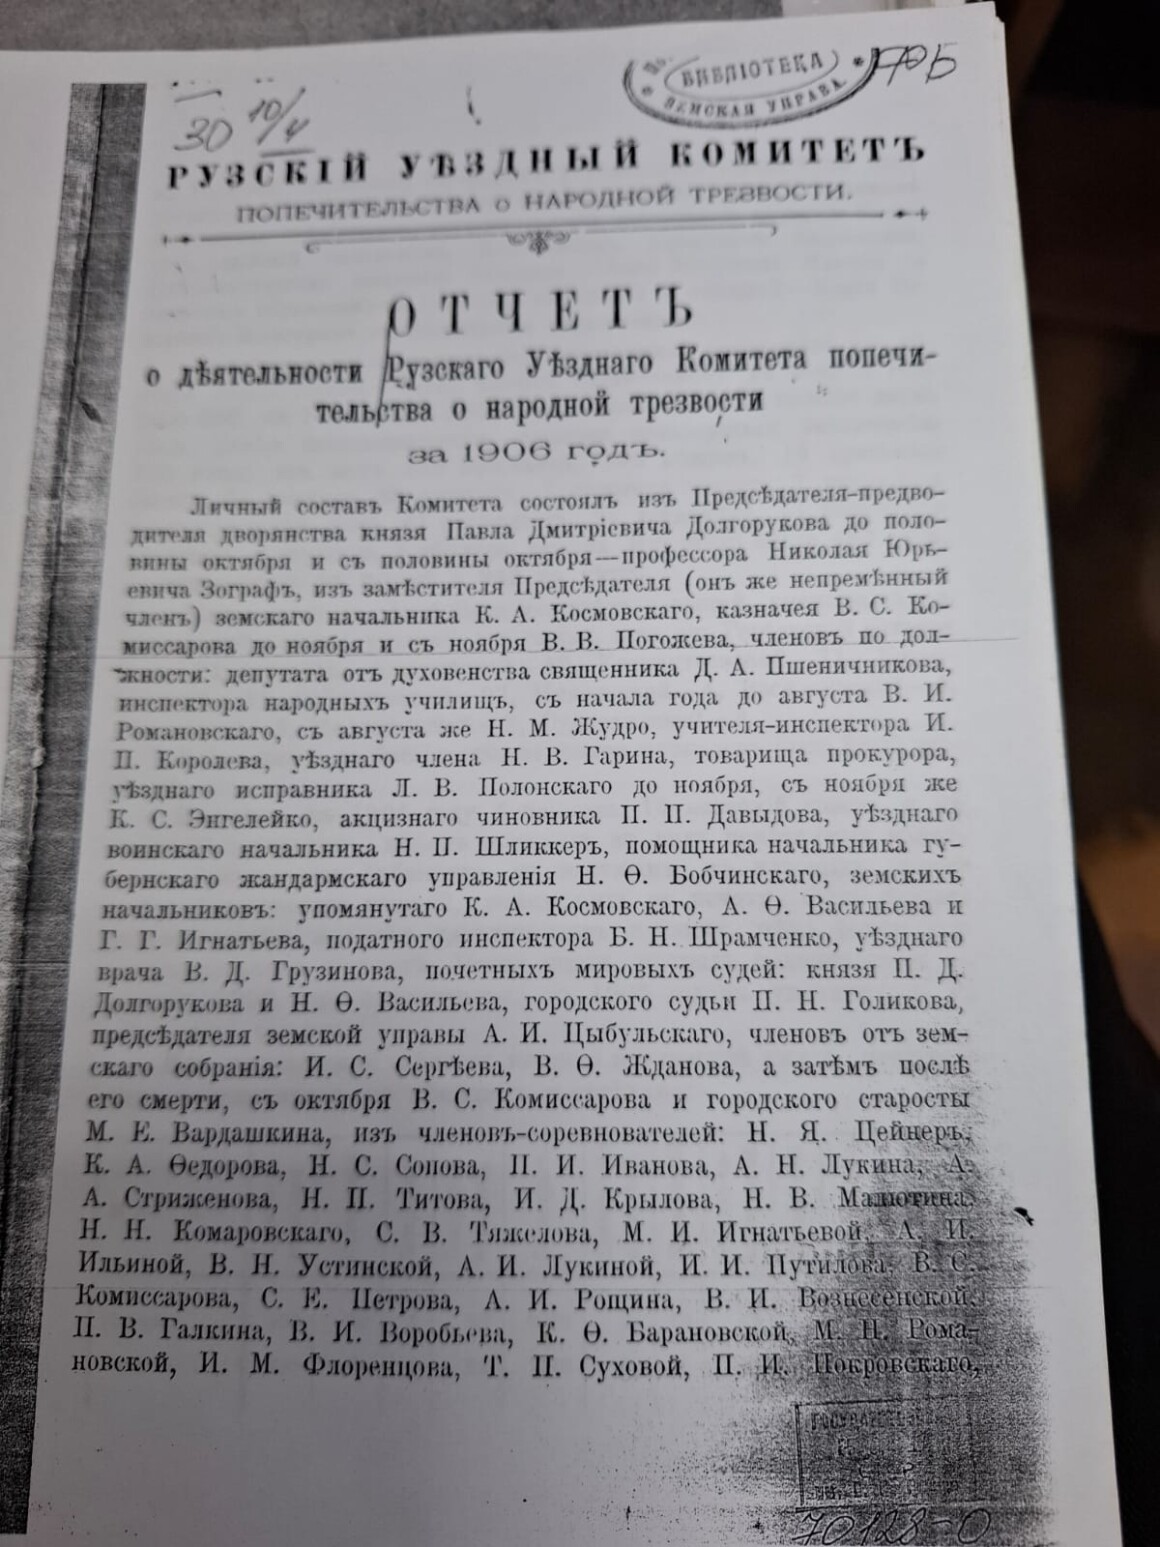 БИБЛІОТЕКА
ЗЕМСКАЯ УПРАВА
30 10/4
РУЗСКІЙ УѢЗДНЫЙ КОМИТЕТЪ
ПОПЕЧИТЕЛЬСТВА О НАРОДНОЙ ТРЕЗВОСТИ.
ОТЧЕТЪ
о дѣятельности Рузскаго Уѣзднаго Комитета попечи-
тельства о народной трезвости
за 1906 годъ.
Личный составъ Комитета состоялъ изъ Предсѣдателя-предво-
дителя дворянства князя Павла Дмитріевича Долгорукова до поло-
вины октября и съ половины октября—профессора Николая Юрь-
евича Зографъ, изъ замѣстителя Предсѣдателя (онъ же непремѣнный
членъ) земскаго начальника К. А. Космовскаго, казначея В. С. Ко-
миссарова до ноября и съ ноября В. В. Погожева, членовъ по дол-
жности: депутата отъ духовенства священника Д. А. Пшеничникова,
инспектора народныхъ училищъ, съ начала года до августа В. И.
Романовскаго, съ августа же Н. М. Жудро, учителя-инспектора И.
П. Королева, уѣзднаго члена Н. В. Гарина, товарища прокурора,
уѣзднаго исправника Л. В. Полонскаго до ноября, съ ноября же
К. С. Энгелейко, акцизнаго чиновника П. П. Давыдова, уѣзднаго
воинскаго начальника Н. П. Шликкеръ, помощника начальника гу-
бернскаго жандармскаго управленія Н. Ѳ. Бобчинскаго, земскихъ
начальниковъ: упомянутаго К. А. Космовскаго, А. Ѳ. Васильева и
Г. Г. Игнатьева, податного инспектора Б. Н. Шрамченко, уѣзднаго
врача В. Д. Грузинова, почетныхъ мировыхъ судей: князя П. Д.
Долгорукова и Н. Ѳ. Васильева, городского судьи П. Н. Голикова,
предсѣдателя земской управы А. И. Цыбульскаго, членовъ отъ зем-
скаго собранія: И. С. Сергѣева, В. Ѳ. Жданова, а затѣмъ послѣ
его смерти, съ октября В. С. Комиссарова и городского старосты
М. Е. Вардашкина, изъ членовъ-соревнователей: Н. Я. Цейнеръ,
К. А. Ѳедорова, Н. С. Сопова, П. И. Иванова, А. Н. Лукина, А.
А. Стриженова, Н. П. Титова, И. Д. Крылова, Н. В. Малютина,
Н. Н. Комаровскаго, С. В. Тяжелова, М. И. Игнатьевой, А. И.
Ильиной, В. Н. Устинской, А. И. Лукиной, И. И. Путилова, В. С.
Комиссарова, С. Е. Петрова, А. И. Рощина, В. И. Вознесенской,
П. В. Галкина, В. И. Воробьева, К. Ѳ. Барановской, М. Н. Рома-
новской, И. М. Флоренцова, Т. П. Суховой, П. И. Покровскаго,
70128-О